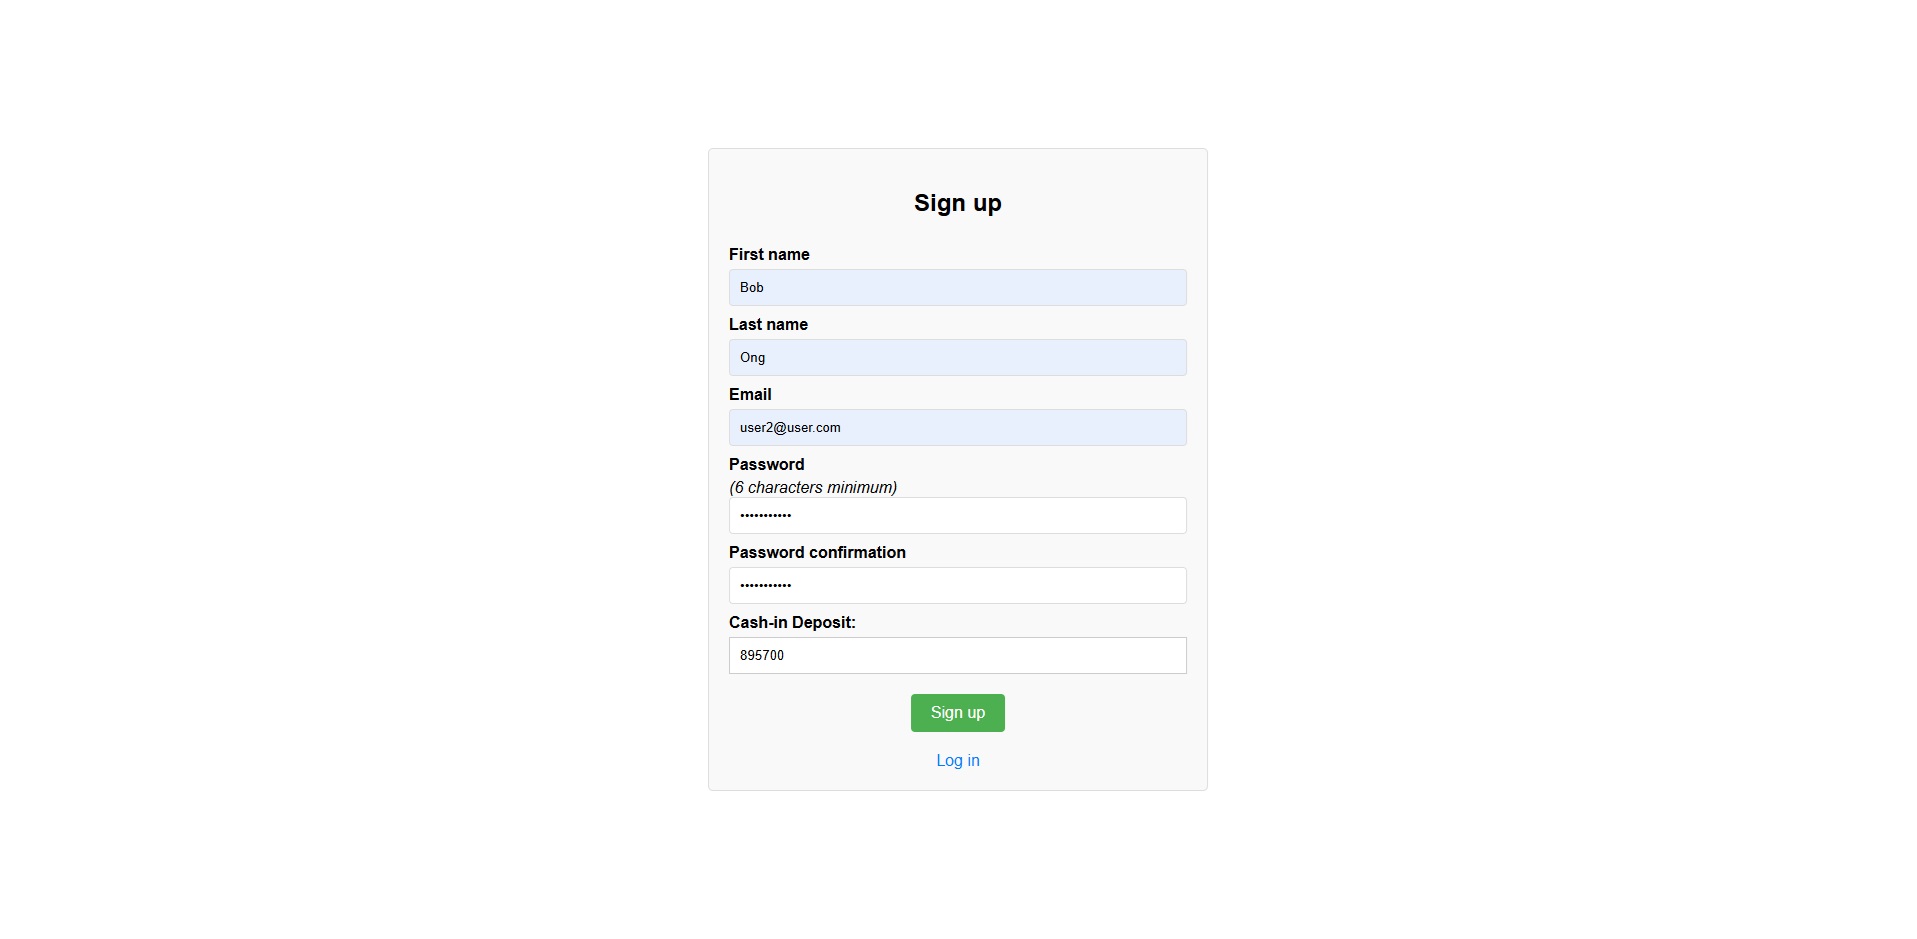 Sign up
First name
Bob
Last name
Ong
Email
user2@user.com
Password
(6 characters minimum)
•••••••••••
Password confirmation
•••••••••••
Cash-in Deposit:
895700
Sign up
Log in